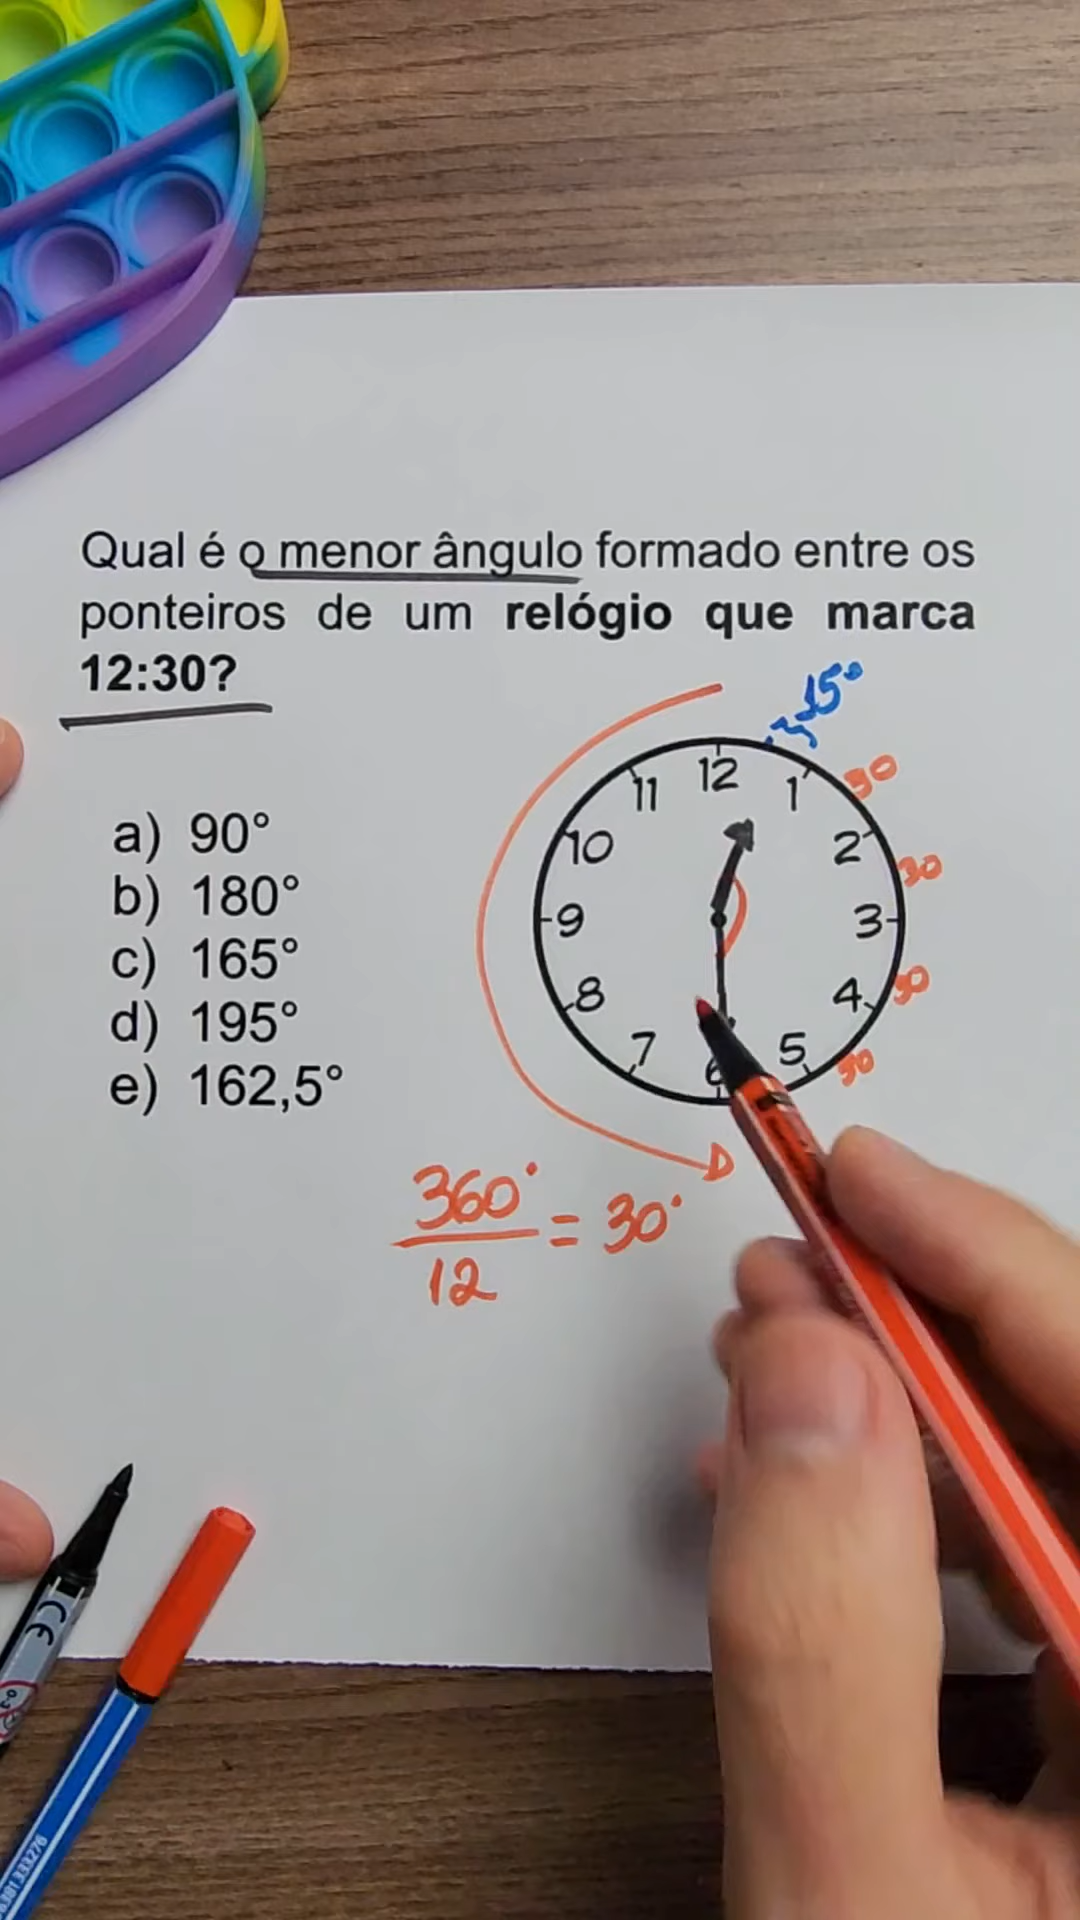 Qual é o menor ângulo formado entre os
ponteiros de um relógio que marca
12:30?
15°
a) 90°
b) 180°
c) 165°
d) 195°
e) 162,5°
12
1
2
3
4
5
6
7
8
9
10
11
30
30
30
30
360° = 30°
12
CE